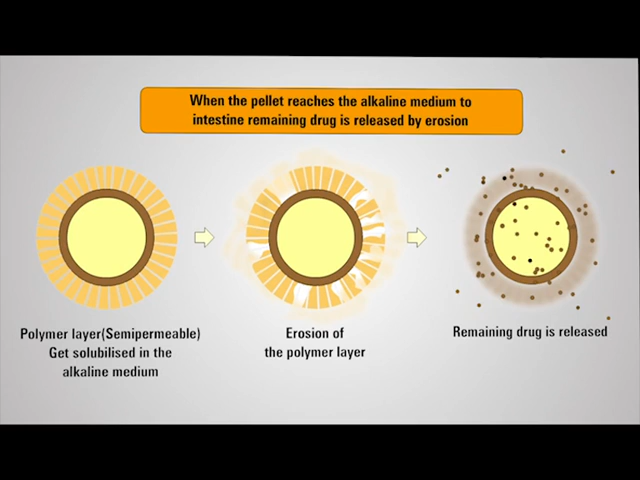 When the pellet reaches the alkaline medium to
intestine remaining drug is released by erosion
Polymer layer(Semipermeable)
Get solubilised in the
alkaline medium
Erosion of
the polymer layer
Remaining drug is released